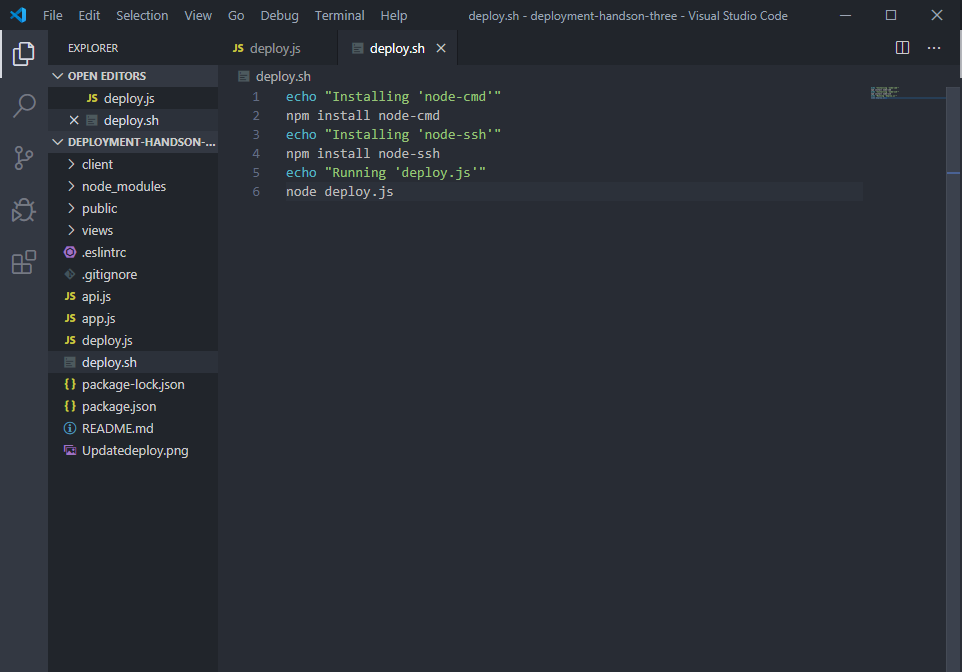 File Edit Selection View Go Debug Terminal Help deploy.sh - deployment-handson-three - Visual Studio Code
EXPLORER
JS deploy.js
deploy.sh
OPEN EDITORS
JS deploy.js
deploy.sh
DEPLOYMENT-HANDSON-...
client
node_modules
public
views
.eslintrc
.gitignore
JS api.js
JS app.js
JS deploy.js
deploy.sh
{} package-lock.json
{} package.json
README.md
Updatedeploy.png
deploy.sh
1 echo "Installing 'node-cmd'"
2 npm install node-cmd
3 echo "Installing 'node-ssh'"
4 npm install node-ssh
5 echo "Running 'deploy.js'"
6 node deploy.js